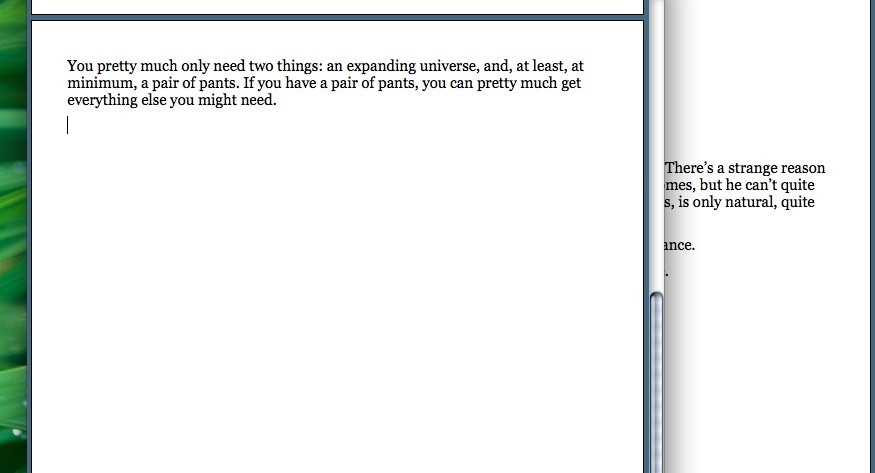 You pretty much only need two things: an expanding universe, and, at least, at
minimum, a pair of pants. If you have a pair of pants, you can pretty much get
everything else you might need.
There’s a strange reason
mes, but he can’t quite
s, is only natural, quite
ance.
.